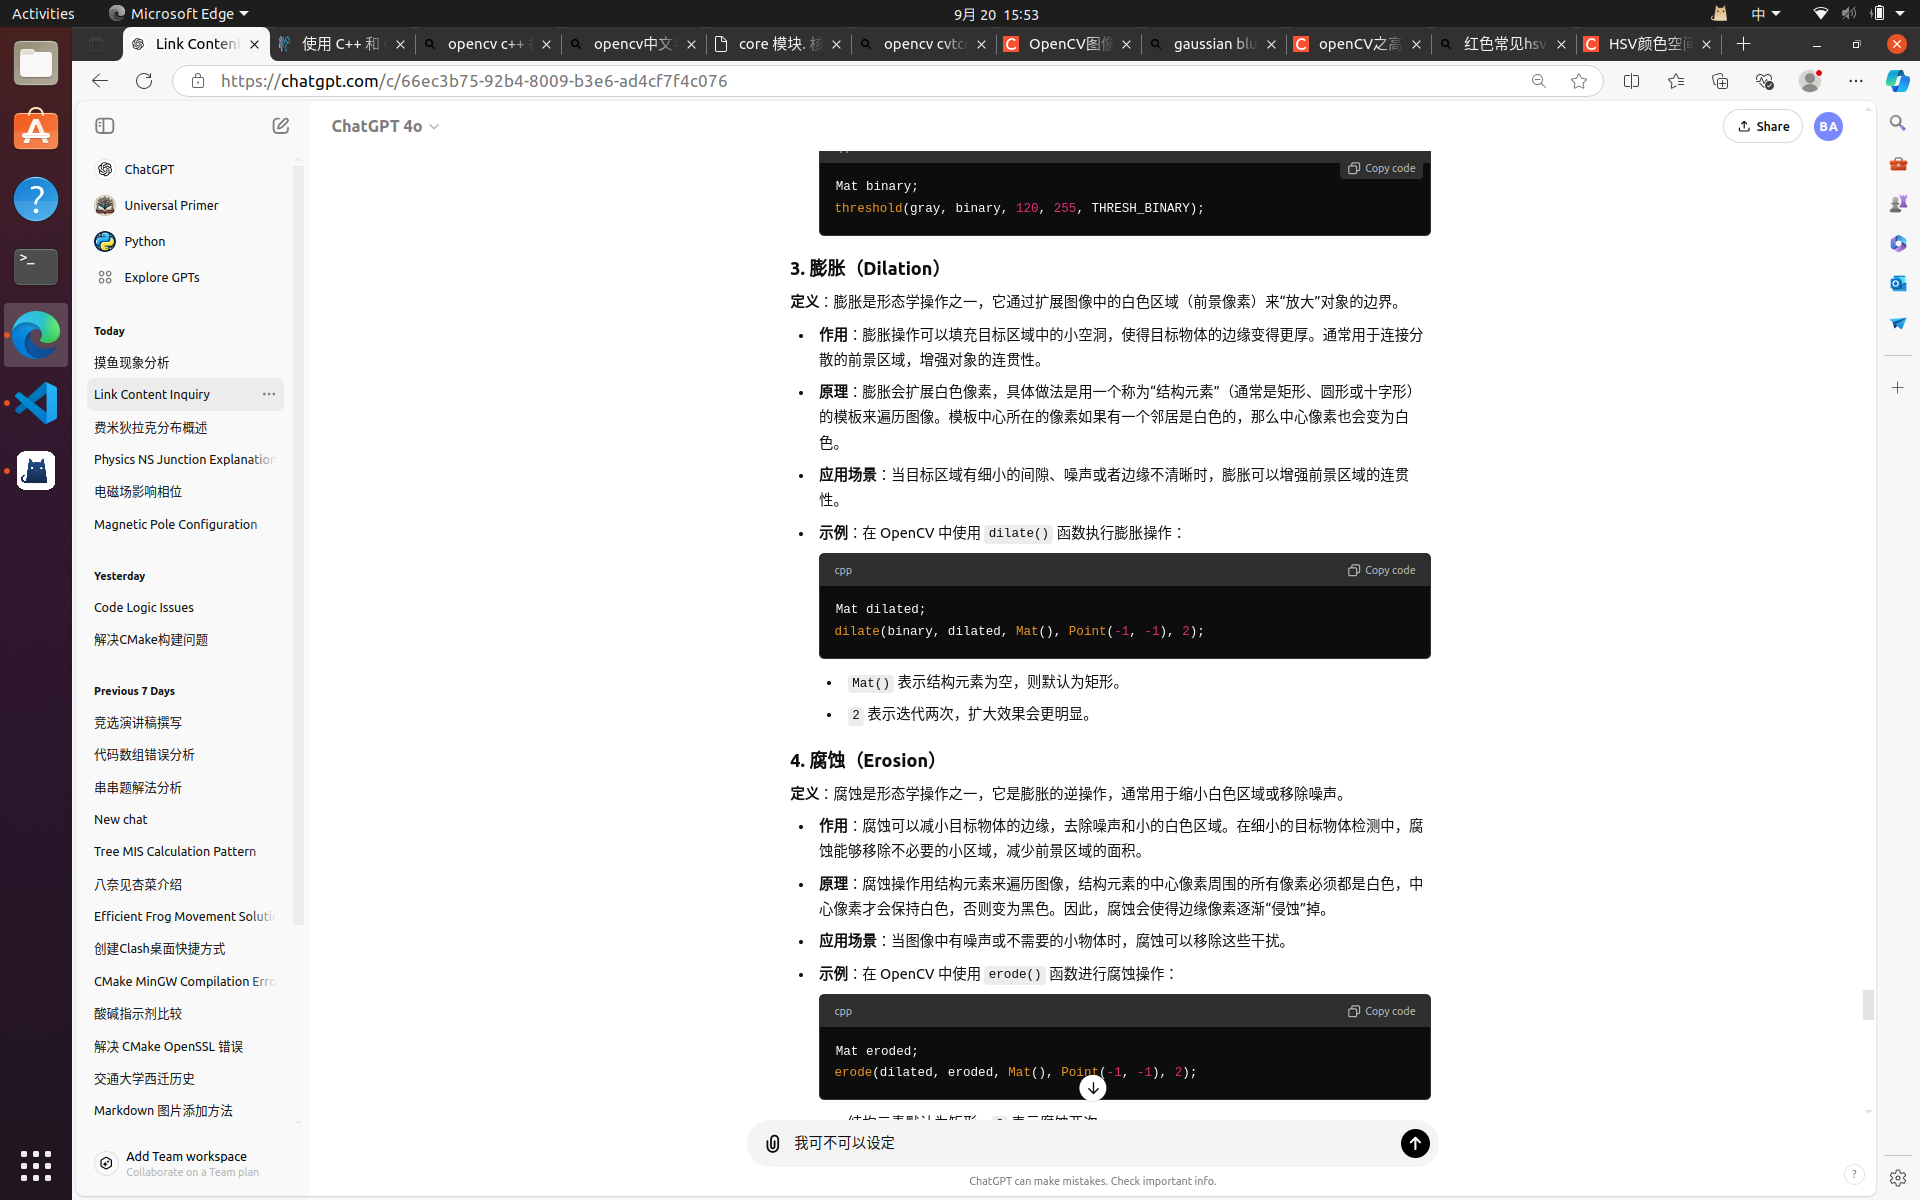 Activities
Microsoft Edge
9月 20 15:53
中
Link Conten
使用 C++ 和
opencv c++
opencv中文
core 模块. 核
opencv cvtc
OpenCV图像
gaussian blu
openCV之高
红色常见hsv
HSV颜色空间
https://chatgpt.com/c/66ec3b75-92b4-8009-b3e6-ad4cf7f4c076
ChatGPT 4o
Share
BA
ChatGPT
Universal Primer
Python
Explore GPTs
Today
摸鱼现象分析
Link Content Inquiry
费米狄拉克分布概述
Physics NS Junction Explanation
电磁场影响相位
Magnetic Pole Configuration
Yesterday
Code Logic Issues
解决CMake构建问题
Previous 7 Days
竞选演讲稿撰写
代码数组错误分析
串串题解法分析
New chat
Tree MIS Calculation Pattern
八奈见杏菜介绍
Efficient Frog Movement Solutio
创建Clash桌面快捷方式
CMake MinGW Compilation Erro
酸碱指示剂比较
解决 CMake OpenSSL 错误
交通大学西迁历史
Markdown 图片添加方法
Add Team workspace
Collaborate on a Team plan
Copy code
Mat binary;
threshold(gray, binary, 120, 255, THRESH_BINARY);
3. 膨胀（Dilation）
定义：膨胀是形态学操作之一，它通过扩展图像中的白色区域（前景像素）来“放大”对象的边界。
• 作用：膨胀操作可以填充目标区域中的小空洞，使得目标物体的边缘变得更厚。通常用于连接分
散的前景区域，增强对象的连贯性。
• 原理：膨胀会扩展白色像素，具体做法是用一个称为“结构元素”（通常是矩形、圆形或十字形）
的模板来遍历图像。模板中心所在的像素如果有一个邻居是白色的，那么中心像素也会变为白
色。
• 应用场景：当目标区域有细小的间隙、噪声或者边缘不清晰时，膨胀可以增强前景区域的连贯
性。
• 示例：在 OpenCV 中使用 dilate() 函数执行膨胀操作：
cpp
Copy code
Mat dilated;
dilate(binary, dilated, Mat(), Point(-1, -1), 2);
• Mat() 表示结构元素为空，则默认为矩形。
• 2 表示迭代两次，扩大效果会更明显。
4. 腐蚀（Erosion）
定义：腐蚀是形态学操作之一，它是膨胀的逆操作，通常用于缩小白色区域或移除噪声。
• 作用：腐蚀可以减小目标物体的边缘，去除噪声和小的白色区域。在细小的目标物体检测中，腐
蚀能够移除不必要的小区域，减少前景区域的面积。
• 原理：腐蚀操作用结构元素来遍历图像，结构元素的中心像素周围的所有像素必须都是白色，中
心像素才会保持白色，否则变为黑色。因此，腐蚀会使得边缘像素逐渐“侵蚀”掉。
• 应用场景：当图像中有噪声或不需要的小物体时，腐蚀可以移除这些干扰。
• 示例：在 OpenCV 中使用 erode() 函数进行腐蚀操作：
cpp
Copy code
Mat eroded;
erode(dilated, eroded, Mat(), Point(-1, -1), 2);
我可不可以设定
ChatGPT can make mistakes. Check important info.
?